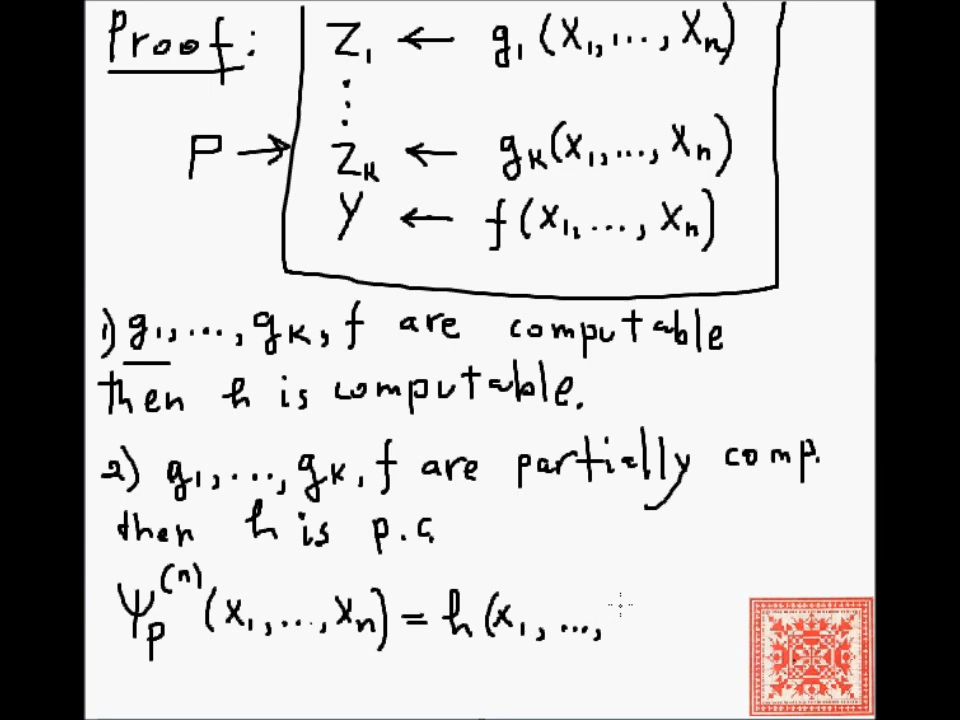 Proof:
Z₁ ← g₁(X₁,...,Xₙ)
⋮
P → Zₖ ← gₖ(X₁,...,Xₙ)
Y ← f(X₁,...,Xₙ)
1) g₁,...,gₖ, f are computable
then h is computable.
2) g₁,...,gₖ, f are partially comp.
then h is p.c.
Ψₚ⁽ⁿ⁾(X₁,...,Xₙ) = h(X₁,...,